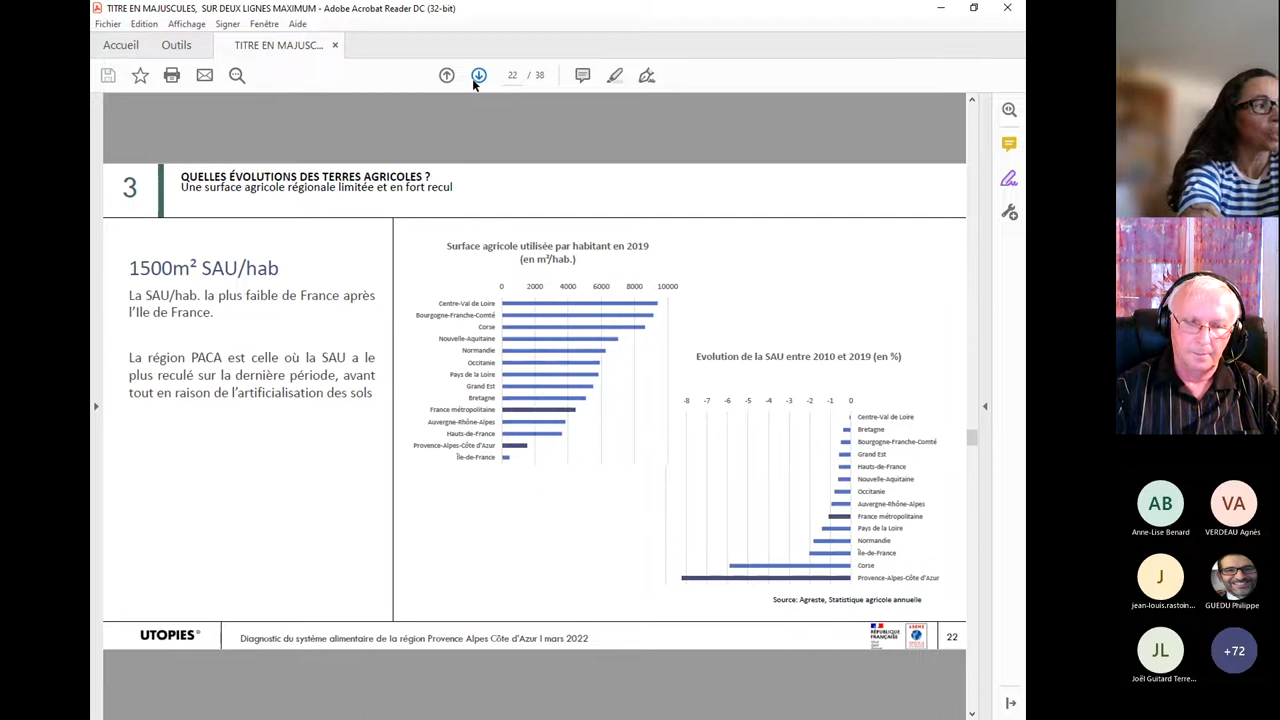 TITRE EN MAJUSCULES, SUR DEUX LIGNES MAXIMUM - Adobe Acrobat Reader DC (32-bit)
Fichier Edition Affichage Signer Fenêtre Aide
Accueil Outils TITRE EN MAJUSC... ×
22 / 38
3
QUELLES ÉVOLUTIONS DES TERRES AGRICOLES ?
Une surface agricole régionale limitée et en fort recul
1500m² SAU/hab
La SAU/hab. la plus faible de France après
l'Ile de France.
La région PACA est celle où la SAU a le
plus reculé sur la dernière période, avant
tout en raison de l'artificialisation des sols
Surface agricole utilisée par habitant en 2019
(en m²/hab.)
0 2000 4000 6000 8000 10000
Centre-Val de Loire
Bourgogne-Franche-Comté
Corse
Nouvelle-Aquitaine
Normandie
Occitanie
Pays de la Loire
Grand Est
Bretagne
France métropolitaine
Auvergne-Rhône-Alpes
Hauts-de-France
Provence-Alpes-Côte d'Azur
Île-de-France
Evolution de la SAU entre 2010 et 2019 (en %)
-8 -7 -6 -5 -4 -3 -2 -1 0
Centre-Val de Loire
Bretagne
Bourgogne-Franche-Comté
Grand Est
Hauts-de-France
Nouvelle-Aquitaine
Occitanie
Auvergne-Rhône-Alpes
France métropolitaine
Pays de la Loire
Normandie
Île-de-France
Corse
Provence-Alpes-Côte d'Azur
Source: Agreste, Statistique agricole annuelle
UTOPIES®
Diagnostic du système alimentaire de la région Provence Alpes Côte d'Azur I mars 2022
RÉPUBLIQUE
FRANÇAISE
ADEME
22
AB
Anne-Lise Benard
VA
VERDEAU Agnès
J
jean-louis.rastoin...
GUEDU Philippe
JL
Joël Guitard Terre...
+72